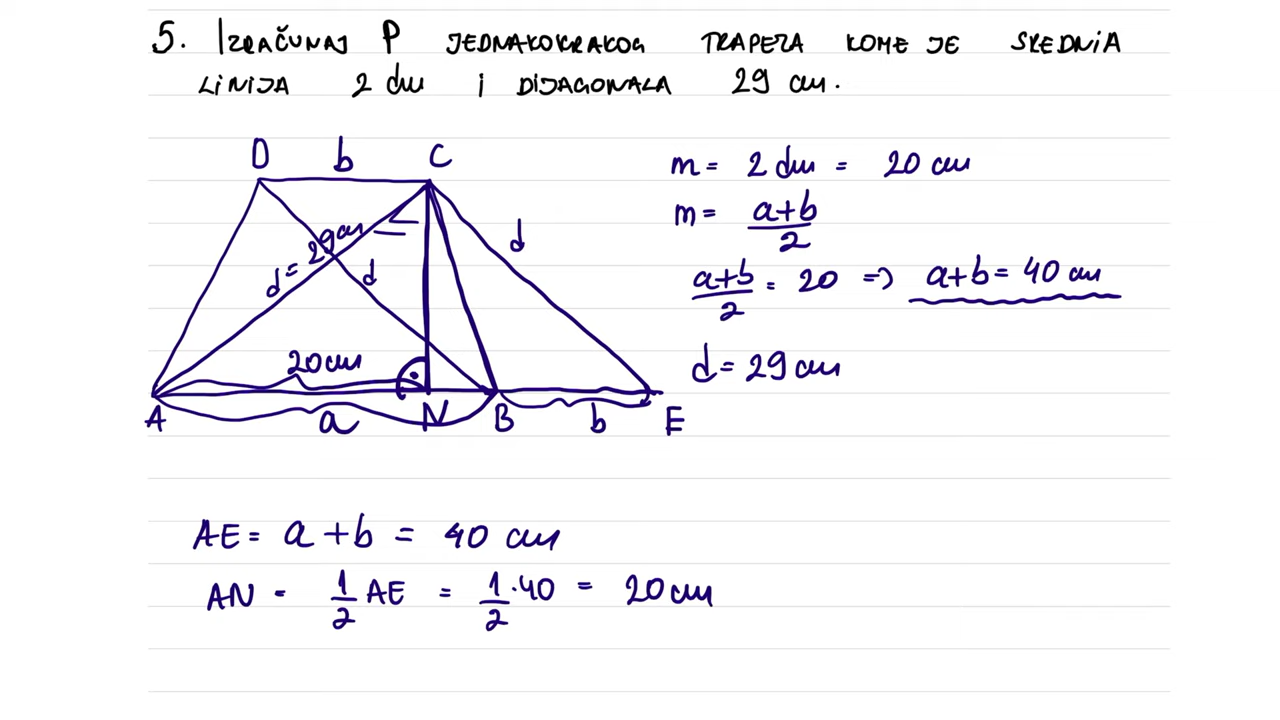 5. IZRAČUNAJ P JEDNAKOKRAKOG TRAPEZA KOME JE SREDNJA
LINIJA 2 dm I DIJAGONALA 29 cm.
D b C
m = 2 dm = 20 cm
m = a+b/2
d = 29 cm d d
a+b/2 = 20 => a+b = 40 cm
20 cm
d = 29 cm
A a N B b E
AE = a + b = 40 cm
AN = 1/2 AE = 1/2 · 40 = 20 cm